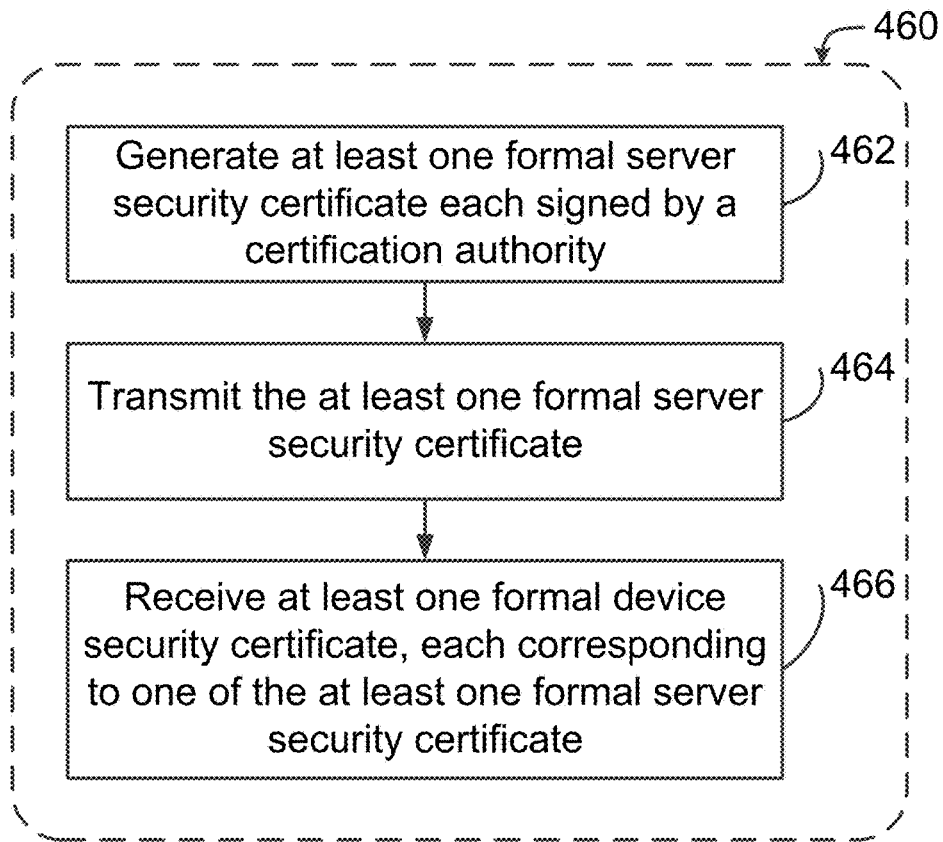 460
Generate at least one formal server
security certificate each signed by a
certification authority
462
Transmit the at least one formal server
security certificate
464
Receive at least one formal device
security certificate, each corresponding
to one of the at least one formal server
security certificate
466